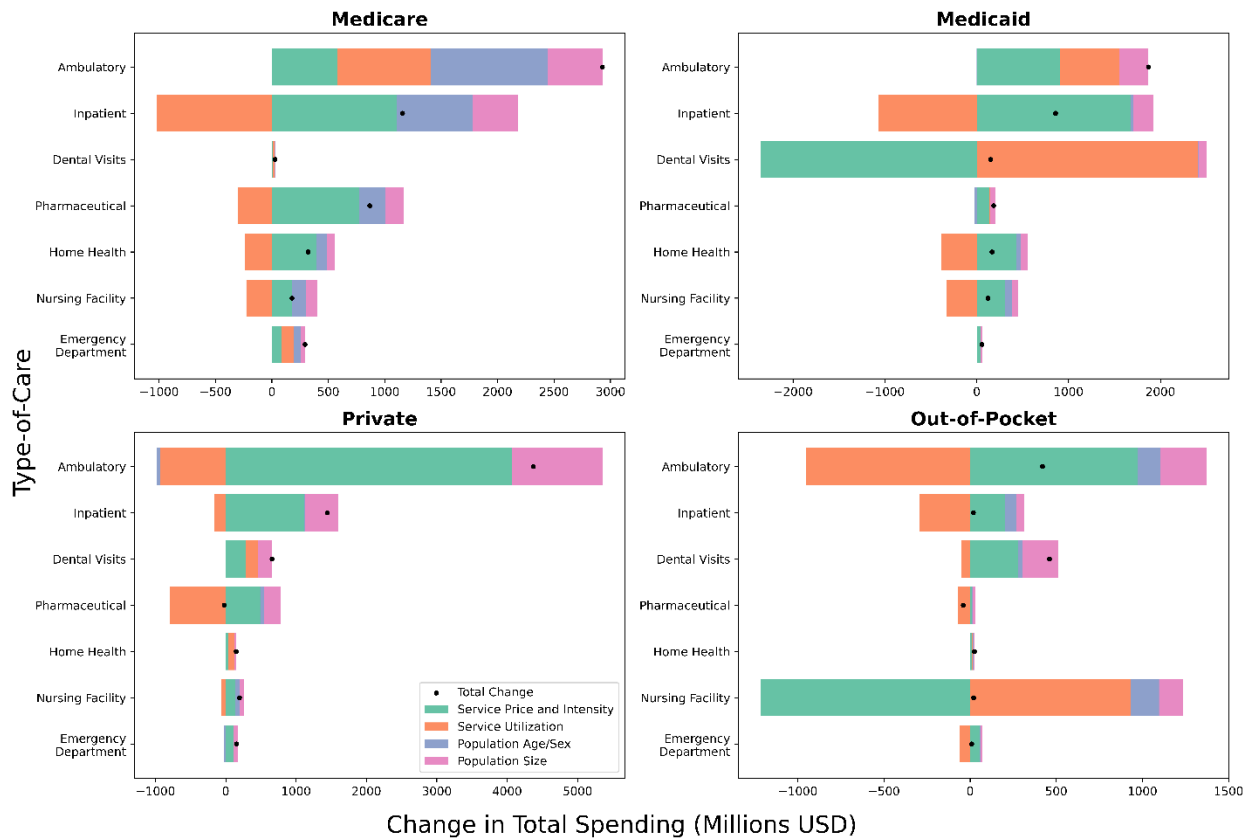 Medicare
Ambulatory
Inpatient
Dental Visits
Pharmaceutical
Home Health
Nursing Facility
Emergency
Department
−1000 −500 0 500 1000 1500 2000 2500 3000
Medicaid
Ambulatory
Inpatient
Dental Visits
Pharmaceutical
Home Health
Nursing Facility
Emergency
Department
−2000 −1000 0 1000 2000
Type-of-Care
Private
Ambulatory
Inpatient
Dental Visits
Pharmaceutical
Home Health
Nursing Facility
Emergency
Department
Total Change
Service Price and Intensity
Service Utilization
Population Age/Sex
Population Size
−1000 0 1000 2000 3000 4000 5000
Out-of-Pocket
Ambulatory
Inpatient
Dental Visits
Pharmaceutical
Home Health
Nursing Facility
Emergency
Department
−1000 −500 0 500 1000 1500
Change in Total Spending (Millions USD)